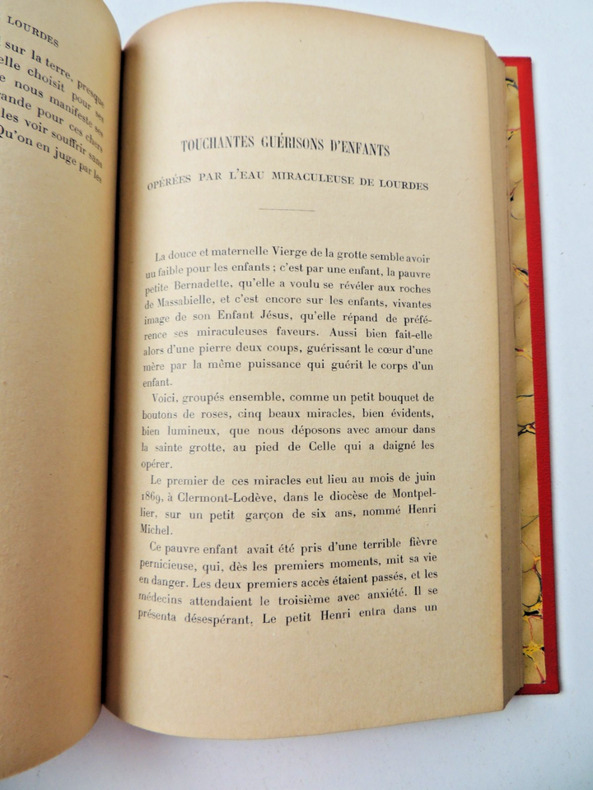 LOURDES
sur la terre, presque
elle choisit pour ses
e nous manifeste ses
ande pour ces chers
les voir souffrir sans
Qu'on en juge par les
TOUCHANTES GUÉRISONS D'ENFANTS
OPÉRÉES PAR L'EAU MIRACULEUSE DE LOURDES
La douce et maternelle Vierge de la grotte semble avoir
un faible pour les enfants ; c'est par une enfant, la pauvre
petite Bernadette, qu'elle a voulu se révéler aux roches
de Massabielle, et c'est encore sur les enfants, vivantes
image de son Enfant Jésus, qu'elle répand de préfé-
rence ses miraculeuses faveurs. Aussi bien fait-elle
alors d'une pierre deux coups, guérissant le cœur d'une
mère par la même puissance qui guérit le corps d'un
enfant.
Voici, groupés ensemble, comme un petit bouquet de
boutons de roses, cinq beaux miracles, bien évidents,
bien lumineux, que nous déposons avec amour dans
la sainte grotte, au pied de Celle qui a daigné les
opérer.
Le premier de ces miracles eut lieu au mois de juin
1869, à Clermont-Lodève, dans le diocèse de Montpel-
lier, sur un petit garçon de six ans, nommé Henri
Michel.
Ce pauvre enfant avait été pris d'une terrible fièvre
pernicieuse, qui, dès les premiers moments, mit sa vie
en danger. Les deux premiers accès étaient passés, et les
médecins attendaient le troisième avec anxiété. Il se
présenta désespérant. Le petit Henri entra dans un